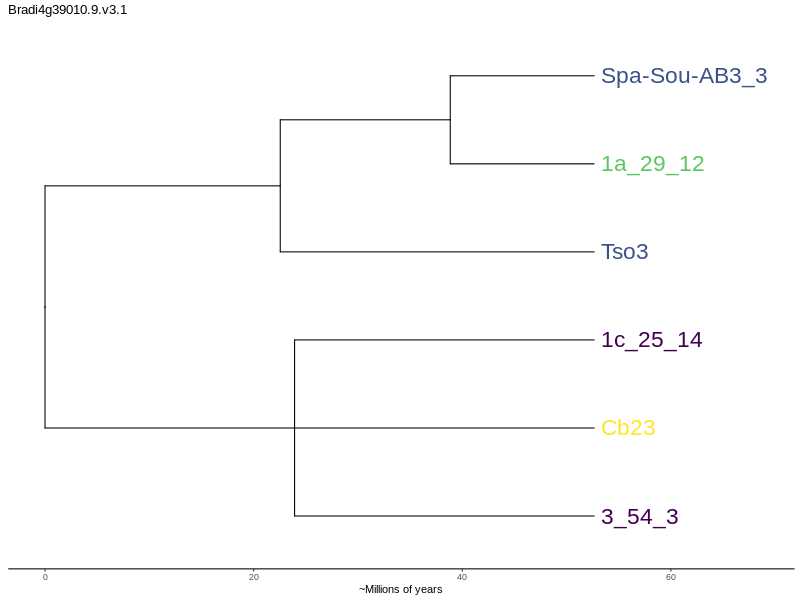 Bradi4g39010.9.v3.1
Spa-Sou-AB3_3
1a_29_12
Tso3
1c_25_14
Cb23
3_54_3
0 20 40 60
~Millions of years